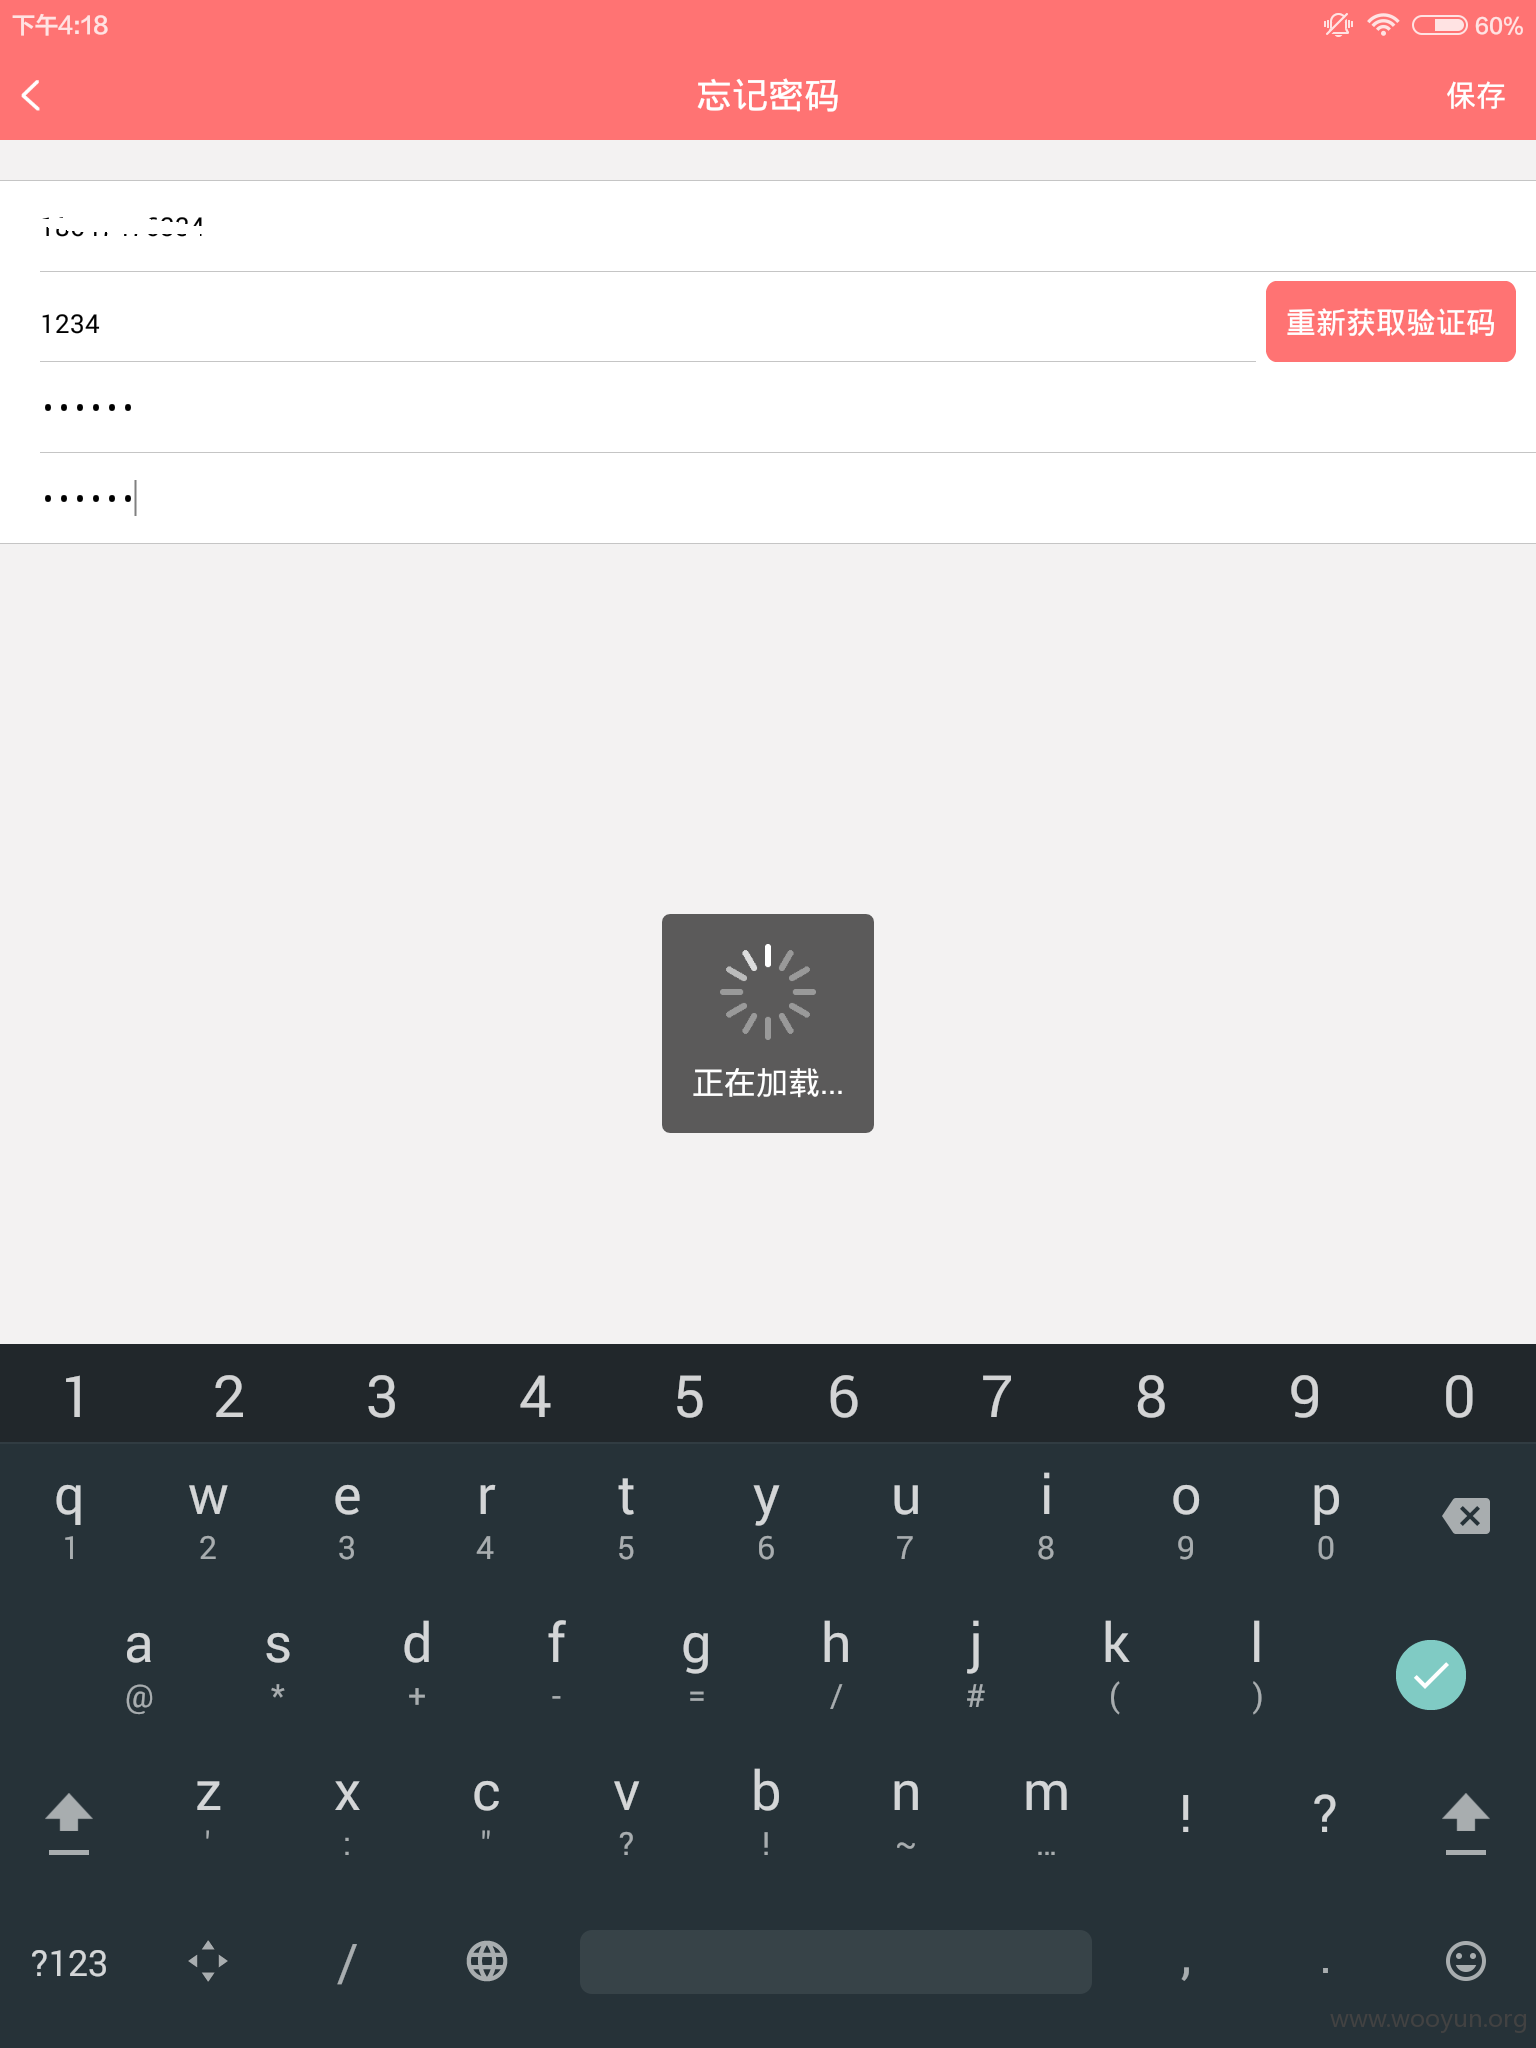 下午4:18
60%
忘记密码
保存
1234
重新获取验证码
••••••
••••••
正在加载...
1 2 3 4 5 6 7 8 9 0
q w e r t y u i o p
1 2 3 4 5 6 7 8 9 0
a s d f g h j k l
@ * + - = / # ( )
z x c v b n m ! ?
' : " ? ! ~ ...
?123 / , .
www.wooyun.org